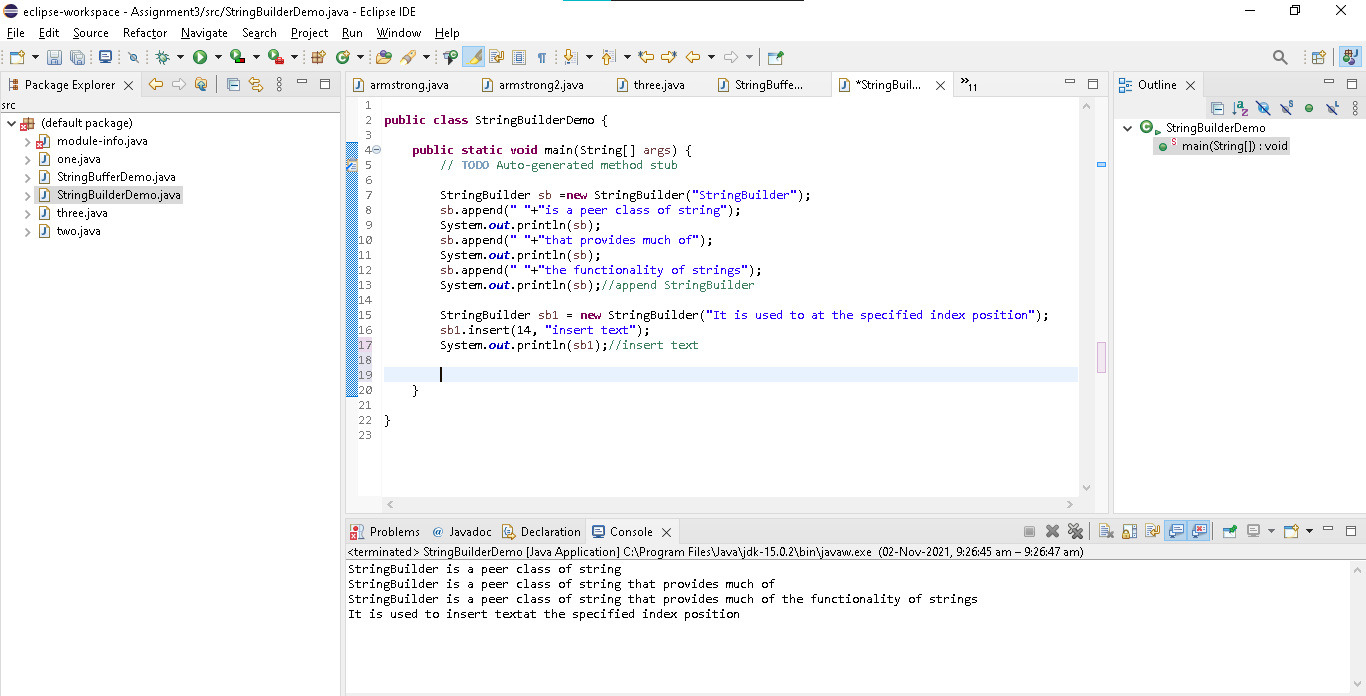 eclipse-workspace - Assignment3/src/StringBuilderDemo.java - Eclipse IDE
File Edit Source Refactor Navigate Search Project Run Window Help
Package Explorer
src
(default package)
module-info.java
one.java
StringBufferDemo.java
StringBuilderDemo.java
three.java
two.java
armstrong.java armstrong2.java three.java StringBuffe... *StringBuil... »11
1
2 public class StringBuilderDemo {
3
4 public static void main(String[] args) {
5 // TODO Auto-generated method stub
6
7 StringBuilder sb =new StringBuilder("StringBuilder");
8 sb.append(" "+"is a peer class of string");
9 System.out.println(sb);
10 sb.append(" "+"that provides much of");
11 System.out.println(sb);
12 sb.append(" "+"the functionality of strings");
13 System.out.println(sb);//append StringBuilder
14
15 StringBuilder sb1 = new StringBuilder("It is used to at the specified index position");
16 sb1.insert(14, "insert text");
17 System.out.println(sb1);//insert text
18
19
20 }
21
22 }
23
Outline
StringBuilderDemo
main(String[]) : void
Problems @ Javadoc Declaration Console
<terminated> StringBuilderDemo [Java Application] C:\Program Files\Java\jdk-15.0.2\bin\javaw.exe (02-Nov-2021, 9:26:45 am – 9:26:47 am)
StringBuilder is a peer class of string
StringBuilder is a peer class of string that provides much of
StringBuilder is a peer class of string that provides much of the functionality of strings
It is used to insert textat the specified index position